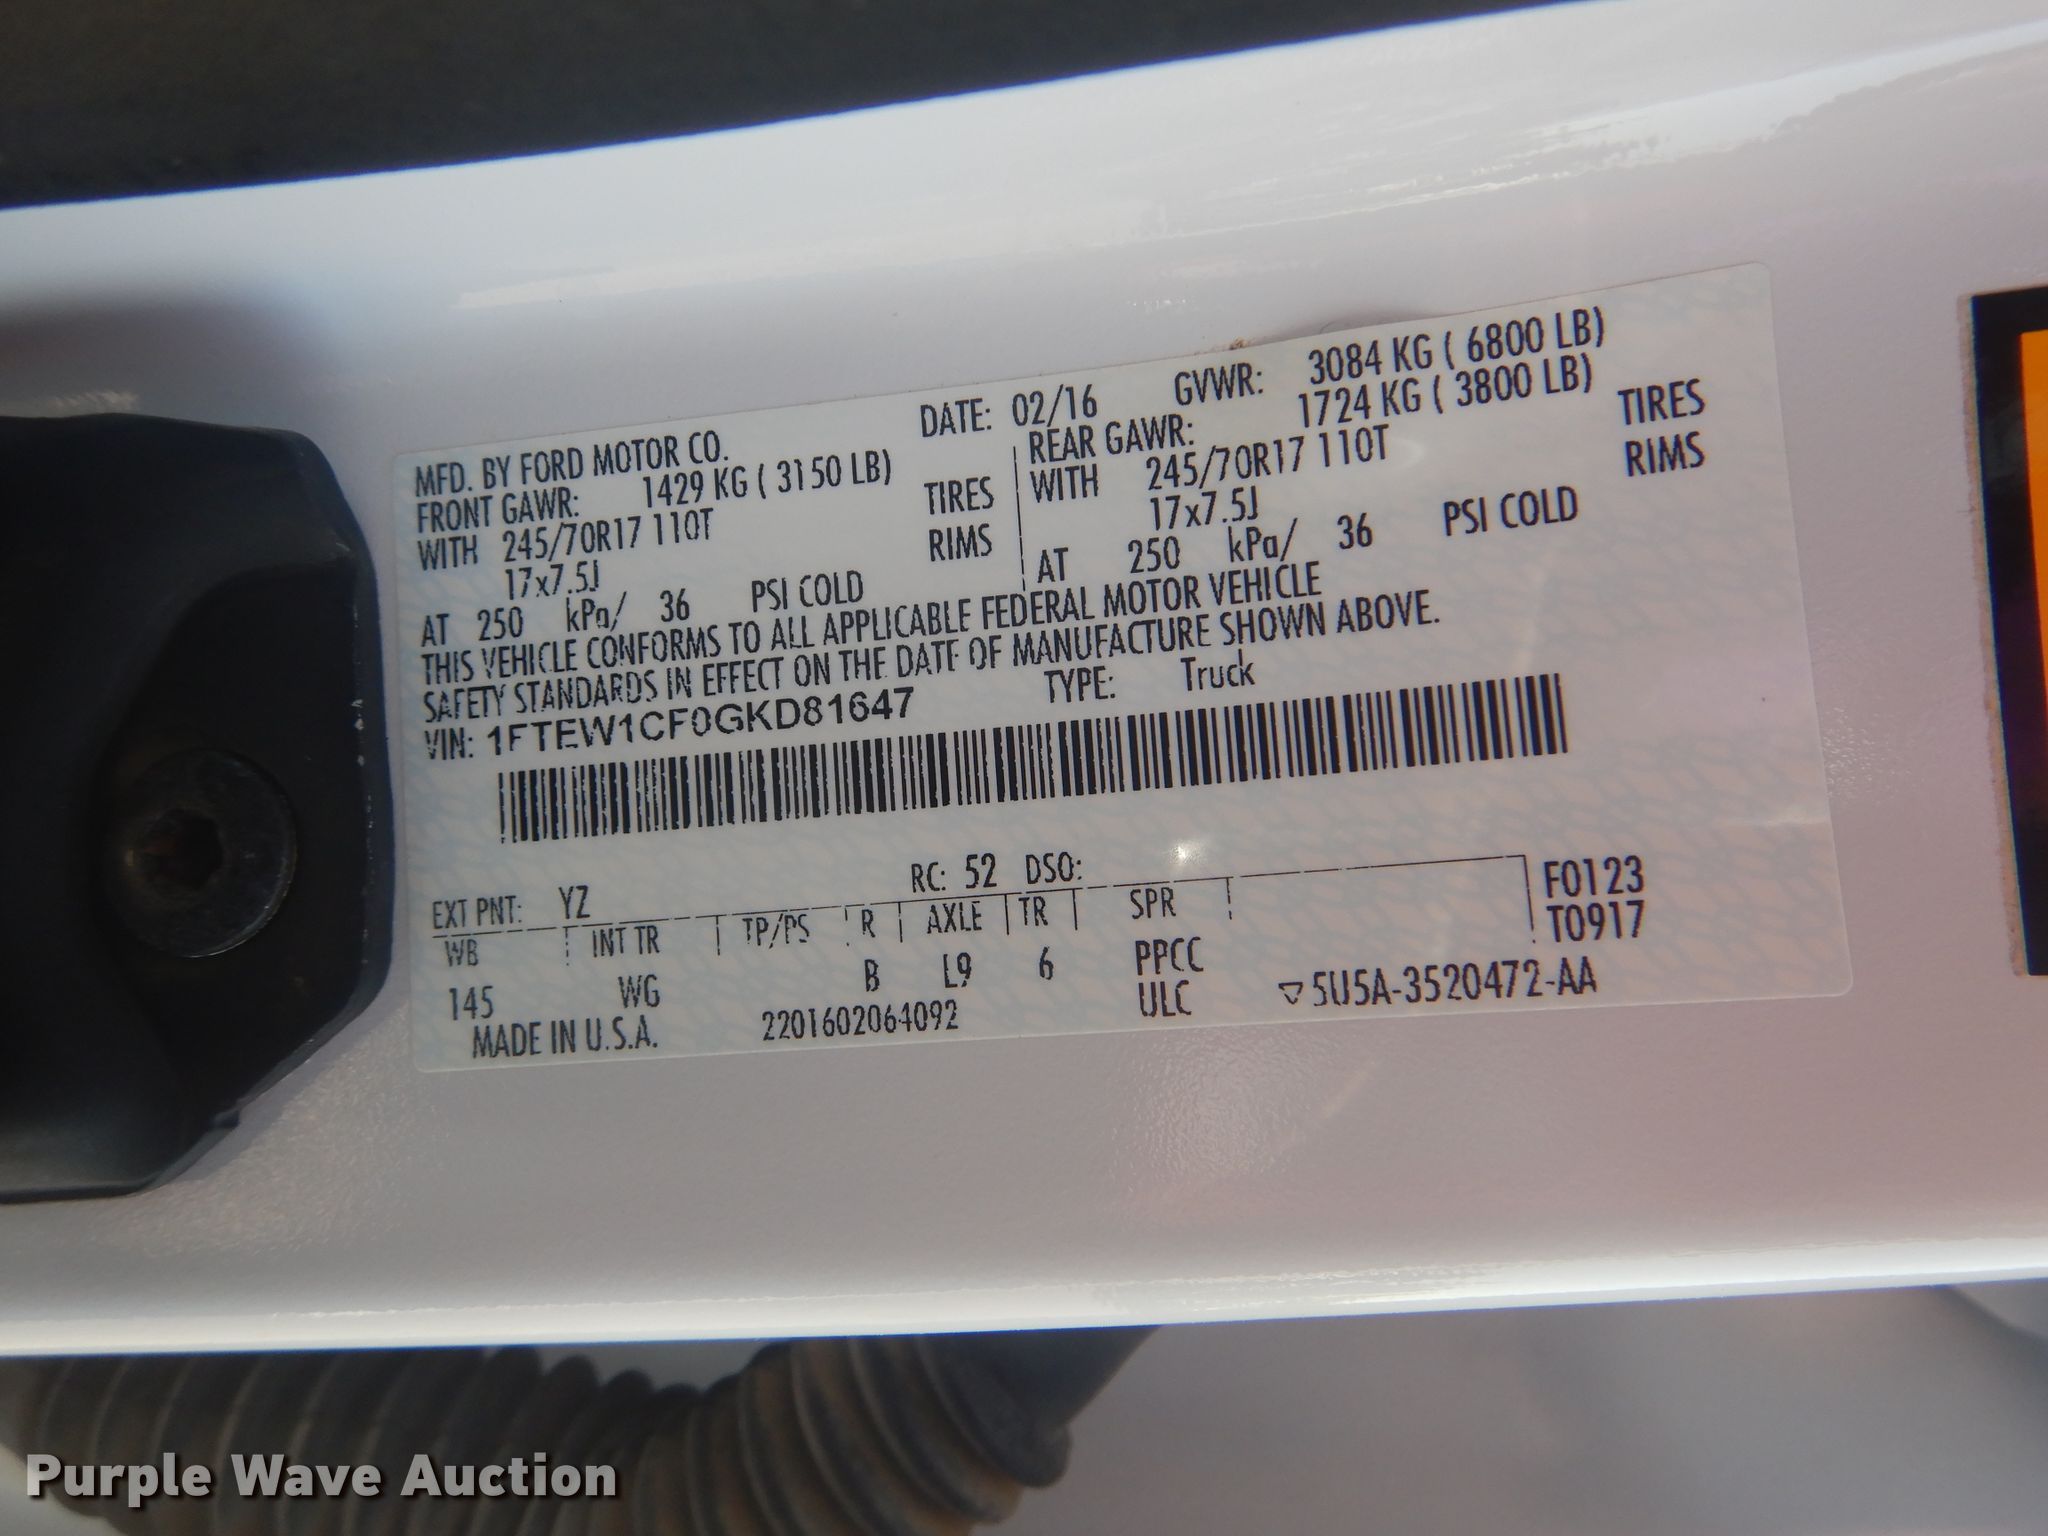 MFD. BY FORD MOTOR CO. DATE: 02/16 GVWR: 3084 KG ( 6800 LB)
FRONT GAWR: 1429 KG ( 3150 LB) REAR GAWR: 1724 KG ( 3800 LB)
WITH 245/70R17 110T TIRES WITH 245/70R17 110T TIRES
17x7.5J RIMS 17x7.5J RIMS
AT 250 kPa/ 36 PSI COLD AT 250 kPa/ 36 PSI COLD
THIS VEHICLE CONFORMS TO ALL APPLICABLE FEDERAL MOTOR VEHICLE
SAFETY STANDARDS IN EFFECT ON THE DATE OF MANUFACTURE SHOWN ABOVE.
VIN: 1FTEW1CF0GKD81647 TYPE: Truck
EXT PNT: YZ RC: 52 DSO:
WB INT TR TP/PS R AXLE TR SPR F0123
T0917
145 WG B L9 6 PPCC
ULC ▽5U5A-3520472-AA
MADE IN U.S.A. 2201602064092
Purple Wave Auction